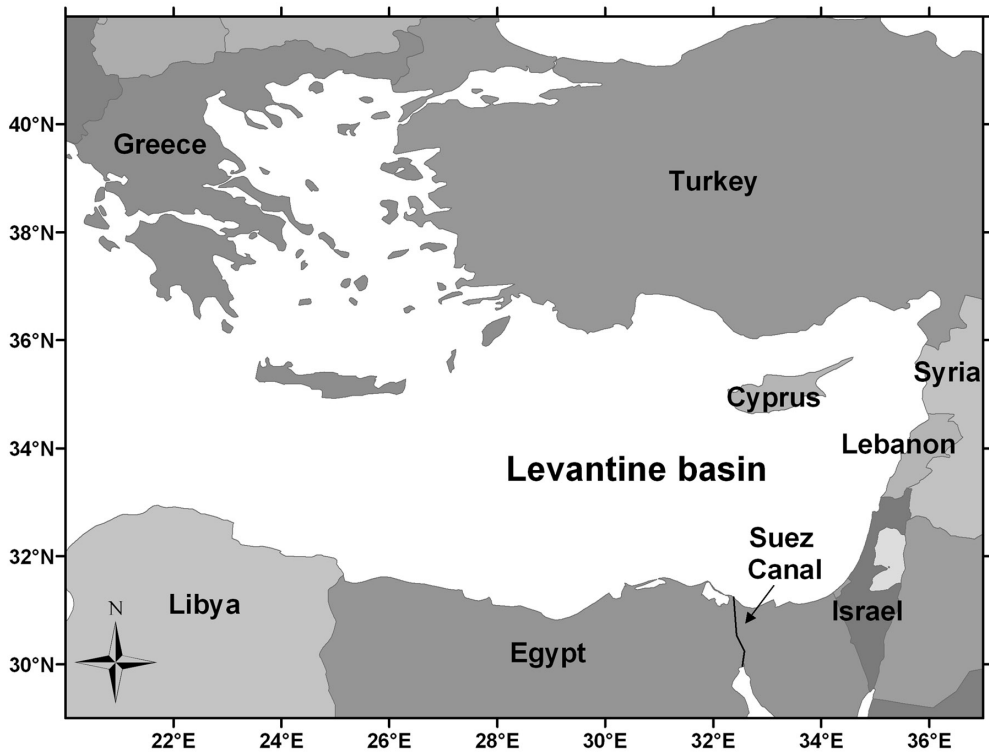 40°N
38°N
36°N
34°N
32°N
30°N
Greece
Turkey
Syria
Cyprus
Lebanon
Levantine basin
Suez
Canal
Libya
Israel
Egypt
N
22°E
24°E
26°E
28°E
30°E
32°E
34°E
36°E